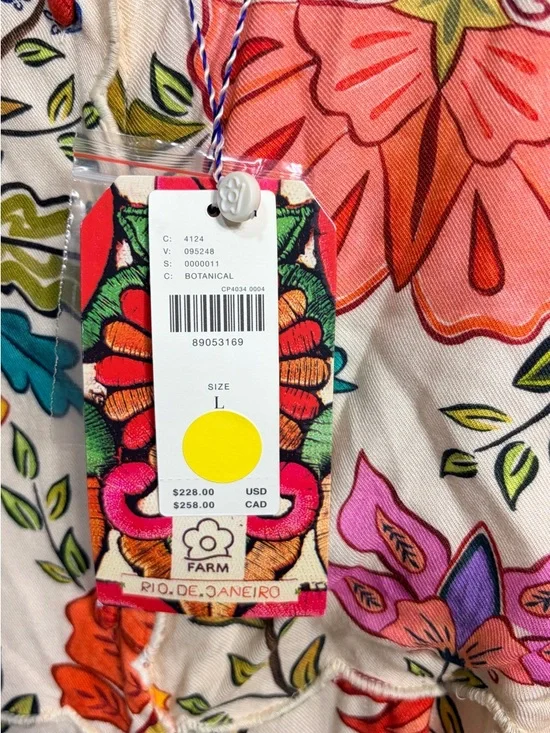 C: 4124
V: 095248
S: 0000011
C: BOTANICAL
CP4034 0004
89053169
SIZE
L
$228.00 USD
$258.00 CAD
FARM
RIO.DE.JANEIRO